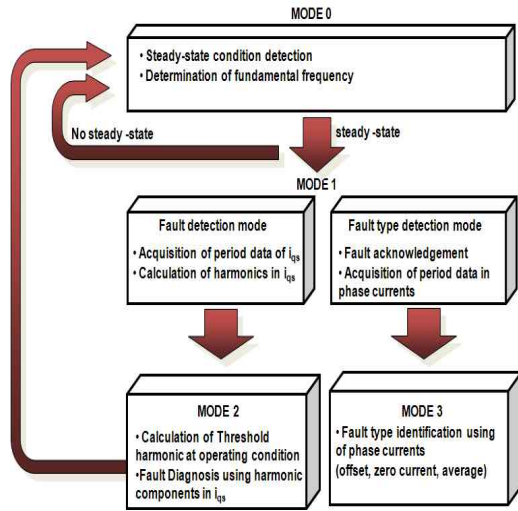 MODE 0
• Steady-state condition detection
• Determination of fundamental frequency
No steady -state
steady -state
MODE 1
Fault detection mode
• Acquisition of period data of iqs
• Calculation of harmonics in iqs
Fault type detection mode
• Fault acknowledgement
• Acquisition of period data in
phase currents
MODE 2
• Calculation of Threshold
harmonic at operating condition
• Fault Diagnosis using harmonic
components in iqs
MODE 3
• Fault type identification using
of phase currents
(offset, zero current, average)